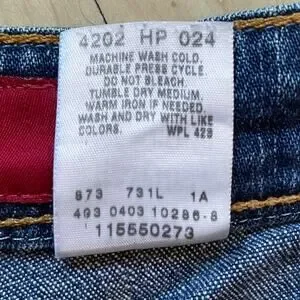 4202 HP 024
MACHINE WASH COLD.
DURABLE PRESS CYCLE.
DO NOT BLEACH.
TUMBLE DRY MEDIUM.
WARM IRON IF NEEDED.
WASH AND DRY WITH LIKE
COLORS. WPL 423
873 731L 1A
493 0403 10286-8
115550273